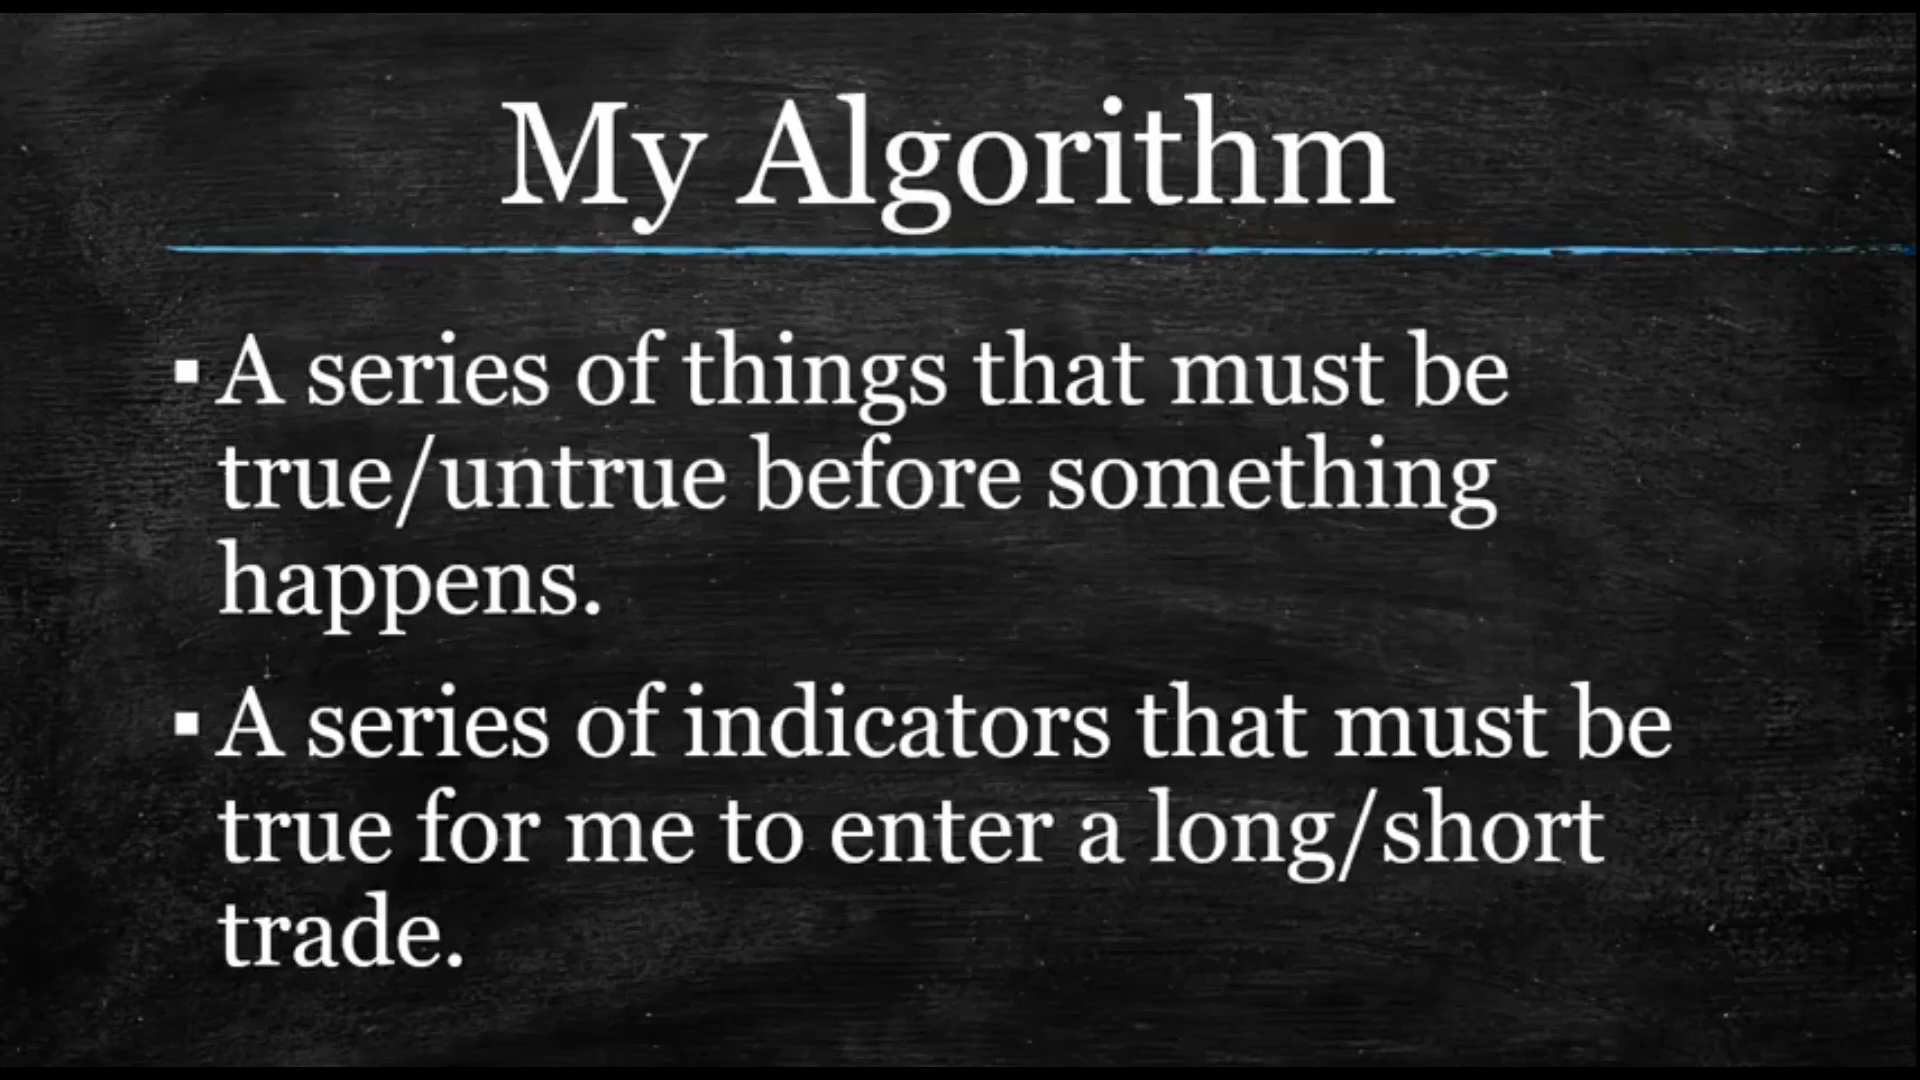 My Algorithm
▪ A series of things that must be
true/untrue before something
happens.
▪ A series of indicators that must be
true for me to enter a long/short
trade.